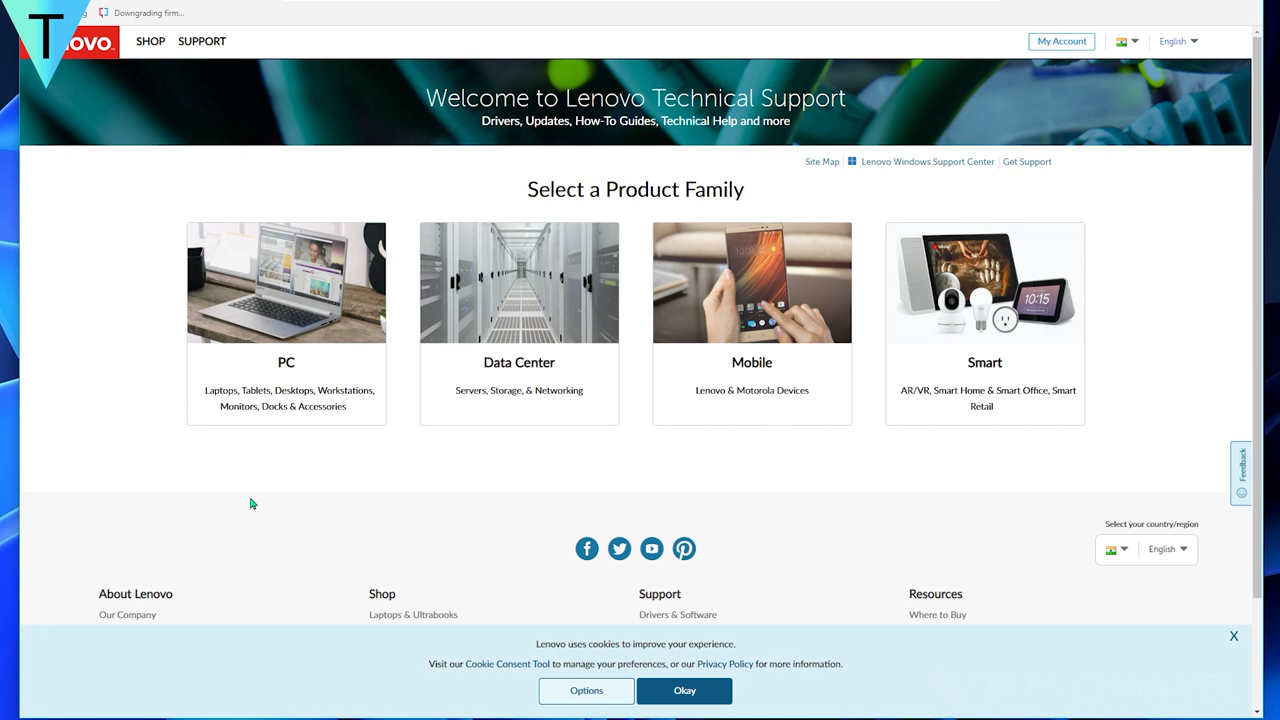 Downgrading firm...
T
ovo.
SHOP
SUPPORT
My Account
English
Welcome to Lenovo Technical Support
Drivers, Updates, How-To Guides, Technical Help and more
Site Map
Lenovo Windows Support Center
Get Support
Select a Product Family
PC
Laptops, Tablets, Desktops, Workstations,
Monitors, Docks & Accessories
Data Center
Servers, Storage, & Networking
Mobile
Lenovo & Motorola Devices
10:15
Smart
AR/VR, Smart Home & Smart Office, Smart
Retail
Feedback
Select your country/region
English
About Lenovo
Our Company
Shop
Laptops & Ultrabooks
Support
Drivers & Software
Resources
Where to Buy
X
Lenovo uses cookies to improve your experience.
Visit our Cookie Consent Tool to manage your preferences, or our Privacy Policy for more information.
Options
Okay